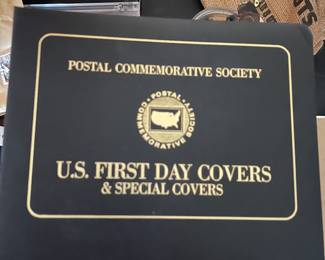 POSTAL COMMEMORATIVE SOCIETY
• POSTAL •
COMMEMORATIVE SOCIETY
U.S. FIRST DAY COVERS
& SPECIAL COVERS